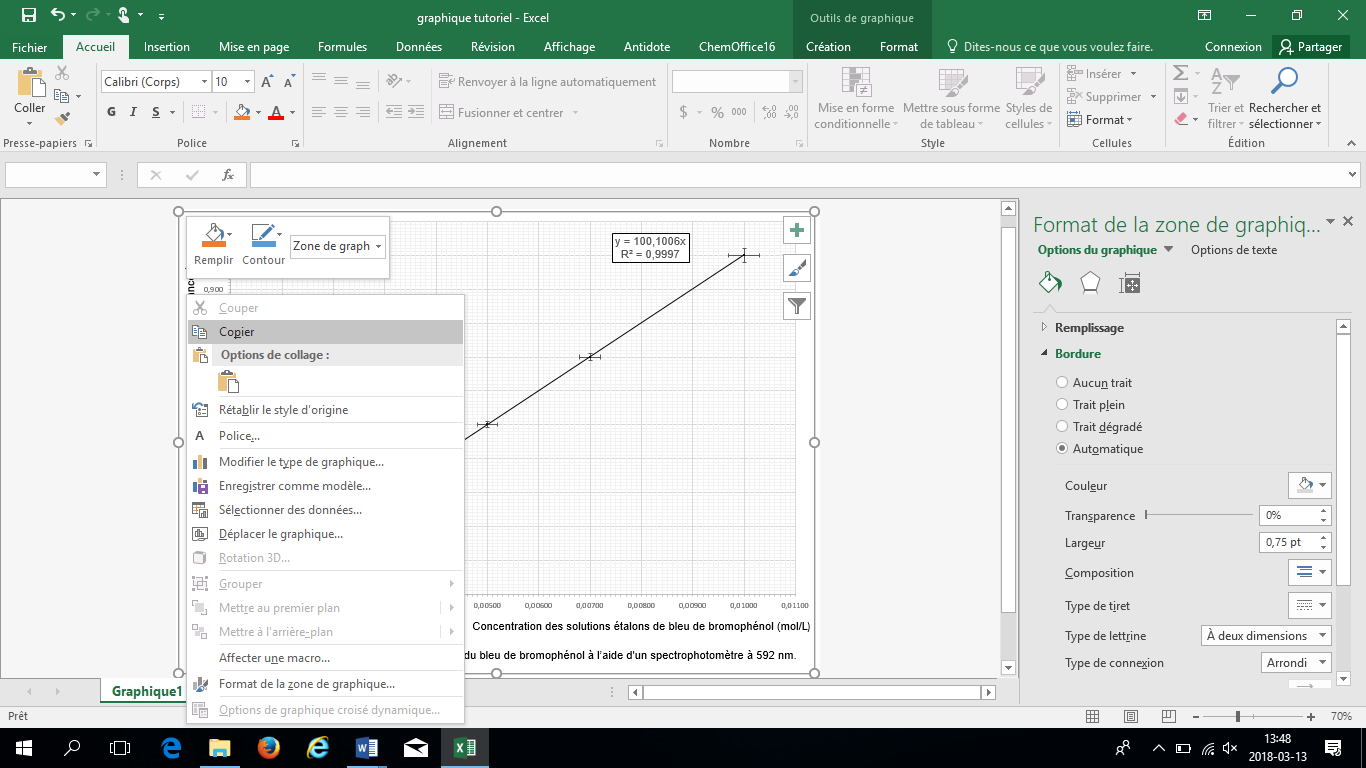 graphique tutoriel - Excel
Outils de graphique
Fichier Accueil Insertion Mise en page Formules Données Révision Affichage Antidote ChemOffice16 Création Format Dites-nous ce que vous voulez faire. Connexion Partager
Coller
Calibri (Corps) 10
G I S
Renvoyer à la ligne automatiquement
Fusionner et centrer
$ % 000
Mise en forme conditionnelle
Mettre sous forme de tableau
Styles de cellules
Insérer
Supprimer
Format
Trier et filtrer
Rechercher et sélectionner
Presse-papiers Police Alignement Nombre Style Cellules Édition
fx
Remplir
Contour
Zone de graph
0,900
y = 100,1006x
R² = 0,9997
Couper
Copier
Options de collage :
Rétablir le style d'origine
Police...
Modifier le type de graphique...
Enregistrer comme modèle...
Sélectionner des données...
Déplacer le graphique...
Rotation 3D...
Grouper
Mettre au premier plan
Mettre à l'arrière-plan
Affecter une macro...
Format de la zone de graphique...
Options de graphique croisé dynamique...
0,00500 0,00600 0,00700 0,00800 0,00900 0,01000 0,01100
Concentration des solutions étalons de bleu de bromophénol (mol/L)
du bleu de bromophénol à l'aide d'un spectrophotomètre à 592 nm.
Format de la zone de graphiq...
Options du graphique Options de texte
Remplissage
Bordure
Aucun trait
Trait plein
Trait dégradé
Automatique
Couleur
Transparence 0%
Largeur 0,75 pt
Composition
Type de tiret
Type de lettrine À deux dimensions
Type de connexion Arrondi
Graphique1
Prêt
70%
13:48
2018-03-13